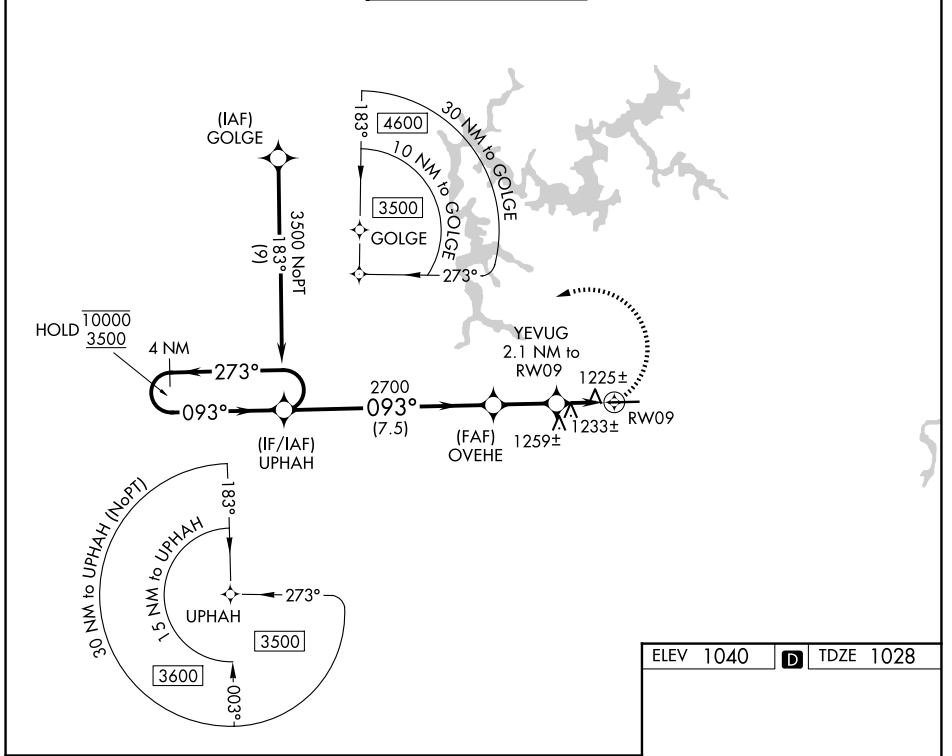 (IAF)
GOLGE
183°
4600
30 NM to GOLGE
10 NM to GOLGE
3500
GOLGE
273°
3500 NoPT
183°
(9)
HOLD
10000
3500
4 NM
273°
093°
2700
093°
(7.5)
(IF/IAF)
UPHAH
(FAF)
OVEHE
YEVUG
2.1 NM to
RW09
1225±
1259±
1233±
RW09
30 NM to UPHAH (NoPT)
183°
15 NM to UPHAH
273°
UPHAH
3500
3600
003°
ELEV 1040
D
TDZE 1028